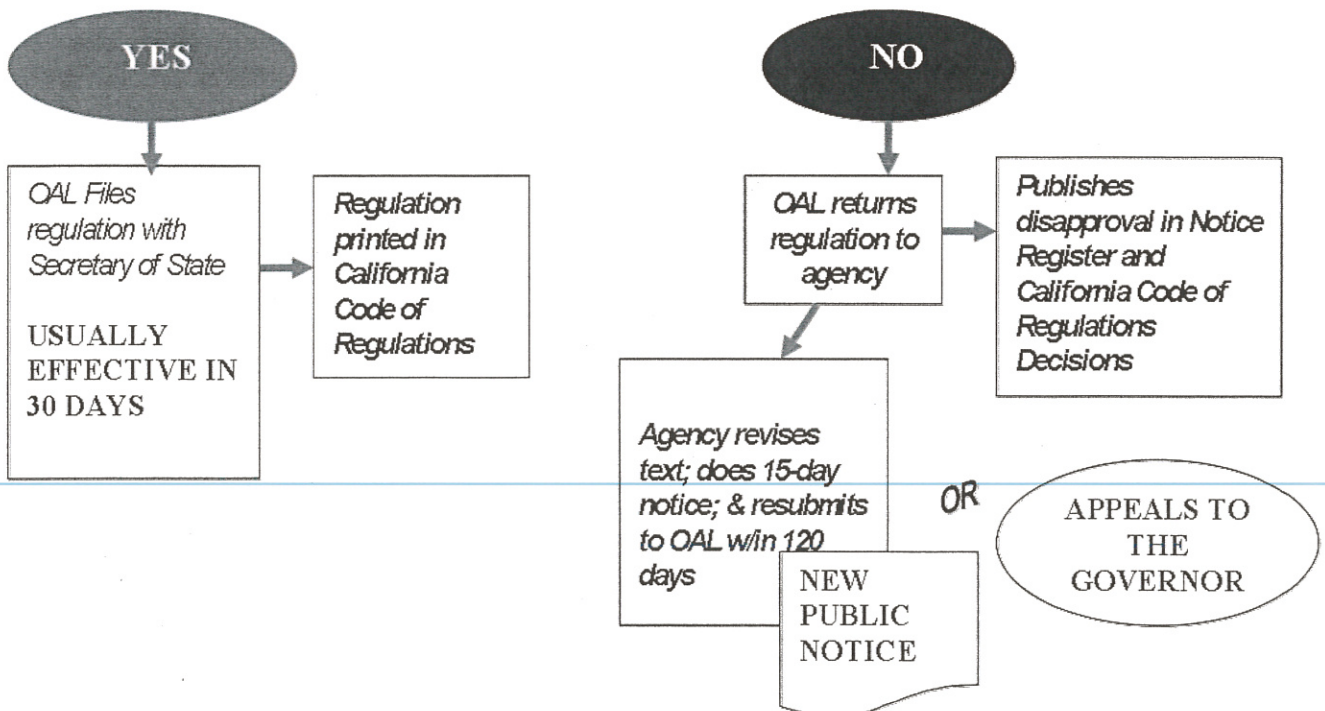 YES
OAL Files
regulation with
Secretary of State
USUALLY
EFFECTIVE IN
30 DAYS
Regulation
printed in
California
Code of
Regulations
NO
OAL returns
regulation to
agency
Publishes
disapproval in Notice
Register and
California Code of
Regulations
Decisions
Agency revises
text; does 15-day
notice; & resubmits
to OAL w/in 120
days
NEW
PUBLIC
NOTICE
OR
APPEALS TO
THE
GOVERNOR